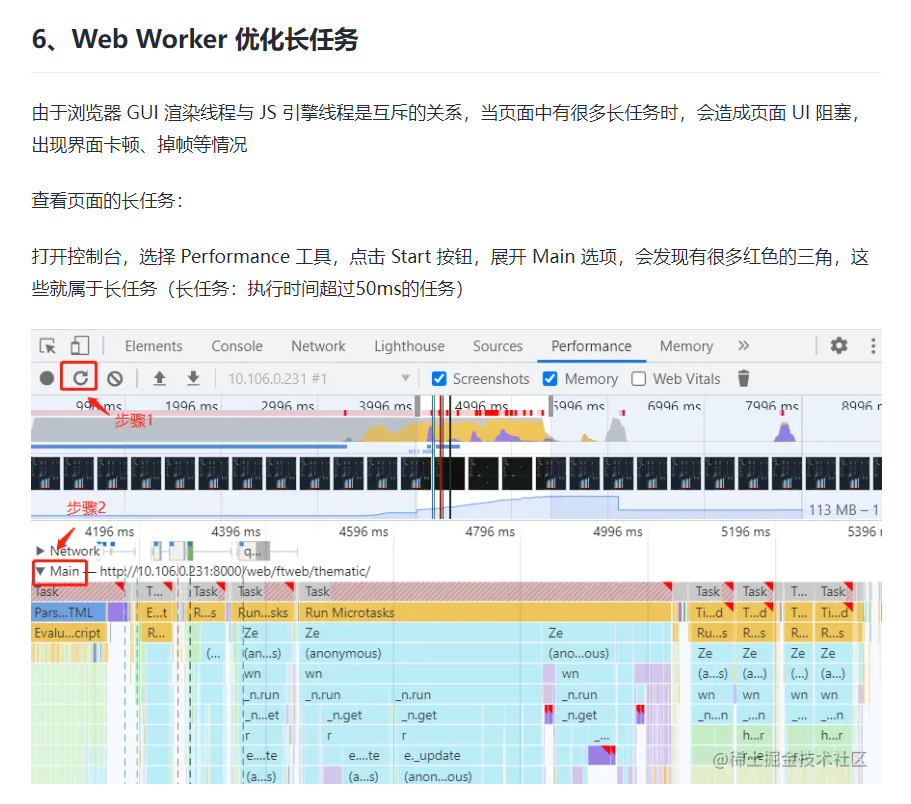 6、Web Worker 优化长任务
由于浏览器 GUI 渲染线程与 JS 引擎线程是互斥的关系，当页面中有很多长任务时，会造成页面 UI 阻塞，
出现界面卡顿、掉帧等情况
查看页面的长任务：
打开控制台，选择 Performance 工具，点击 Start 按钮，展开 Main 选项，会发现有很多红色的三角，这
些就属于长任务（长任务：执行时间超过50ms的任务）
Elements Console Network Lighthouse Sources Performance Memory »
10.106.0.231 #1 Screenshots Memory Web Vitals
996 ms 1996 ms 2996 ms 3996 ms 4996 ms 5996 ms 6996 ms 7996 ms 8996 m
步骤1
步骤2
113 MB – 1
4196 ms 4396 ms 4596 ms 4796 ms 4996 ms 5196 ms 5396
Network q...
Main — http://10.106.0.231:8000/web/ftweb/thematic/
Task T... Task Task Task Task Task T... Task
Pars...TML E...t R...s Run...sks Run Microtasks Ti...d T...d T... Ti...d
Evalu...cript R... Ze Ze Ze Ru...s R...s R... R...s
(... (an...s) (anonymous) (ano...ous) Ze Ze Ze Ze
wn wn wn (a...s) (a...) (...) (a...)
_n.run _n.run _n.run _n.run wn wn wn wn
_n...et _n.get _n.get _n.get _n...n _...n _... _...n
r r r _... h...r h...r
e....te e....te e._update
(a...s) (a...s) (anon...ous)
@稀土掘金技术社区